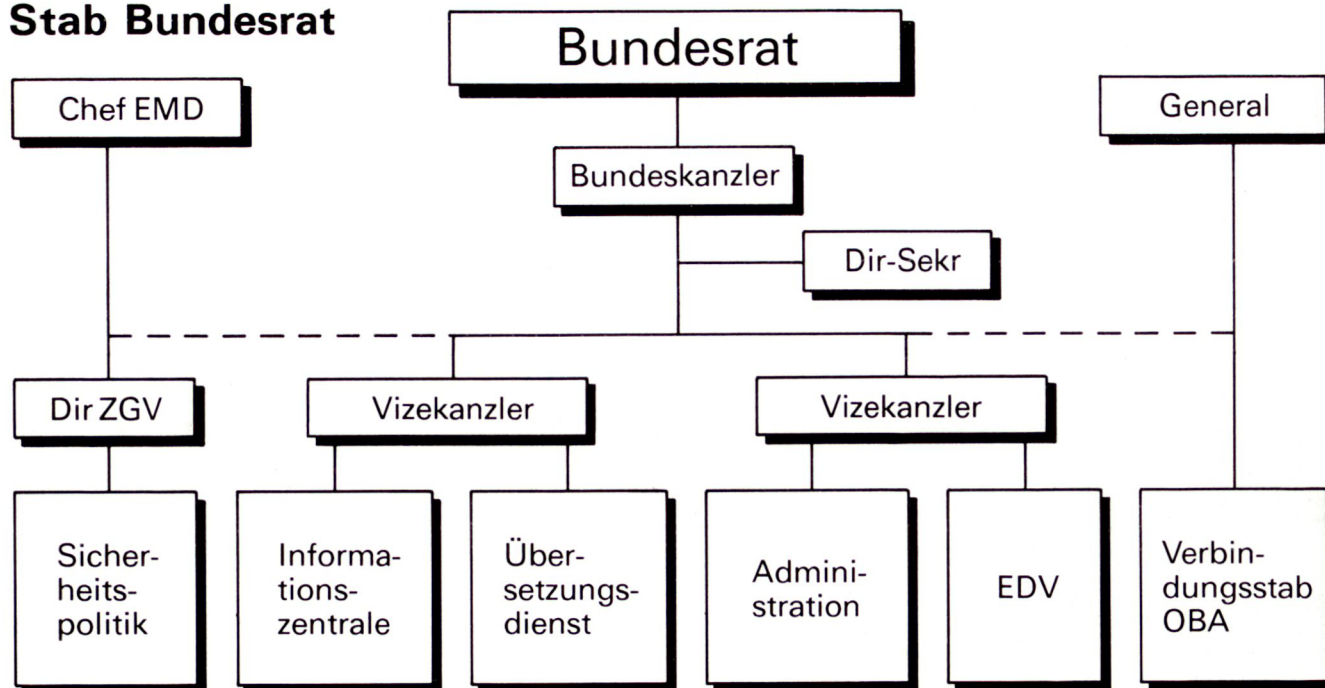 Stab Bundesrat
Bundesrat
Chef EMD
General
Bundeskanzler
Dir-Sekr
Dir ZGV
Vizekanzler
Vizekanzler
Sicher-
heits-
politik
Informa-
tions-
zentrale
Über-
setzungs-
dienst
Admini-
stration
EDV
Verbin-
dungsstab
OBA